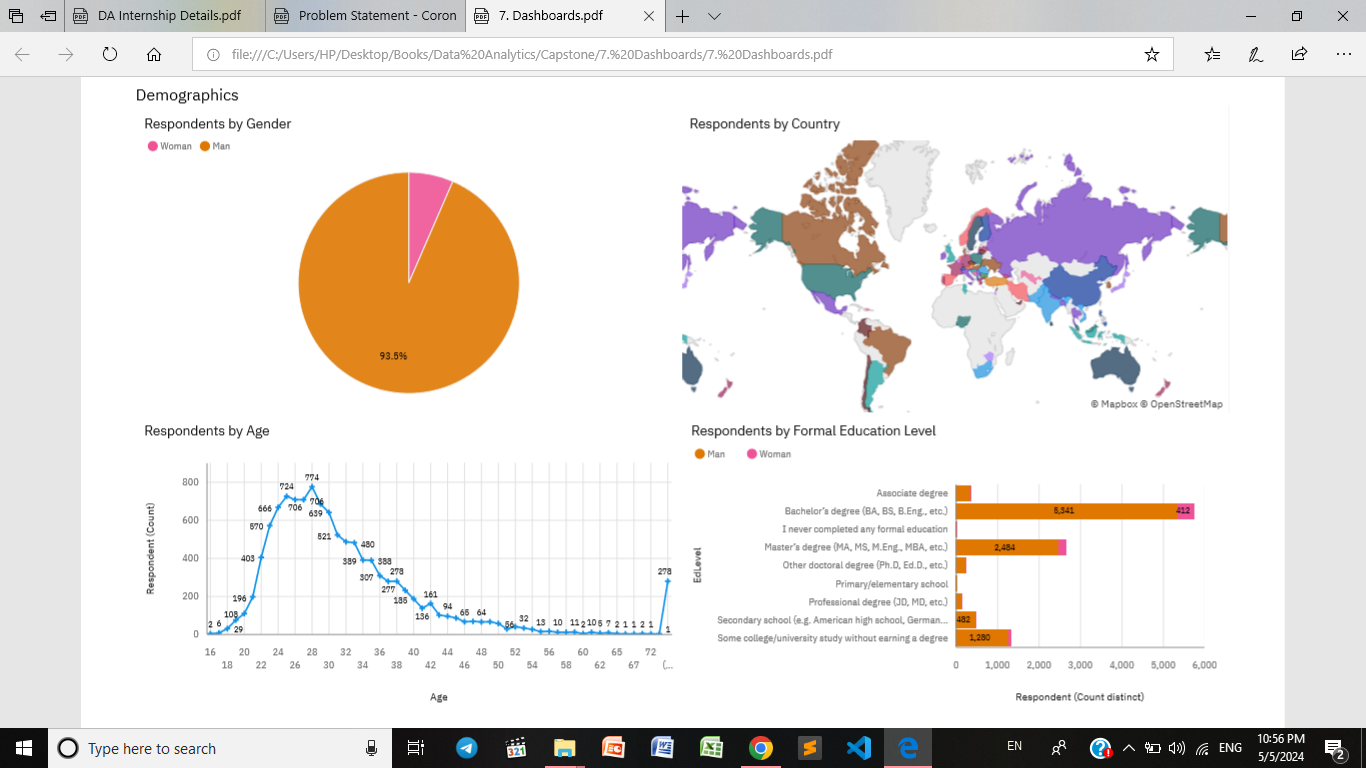 DA Internship Details.pdf
Problem Statement - Coron
7. Dashboards.pdf
file:///C:/Users/HP/Desktop/Books/Data%20Analytics/Capstone/7.%20Dashboards/7.%20Dashboards.pdf
Demographics
Respondents by Gender
Woman Man
93.5%
Respondents by Country
© Mapbox © OpenStreetMap
Respondents by Age
Respondent (Count)
800
600
400
200
0
2 6 108 29 196 403 570 666 724 706 774 706 639 521 389 480 307 388 277 278 185 136 161 94 65 64 56 32 13 10 11 2 10 5 7 2 1 2 1 278 1
16 20 24 28 32 36 40 44 48 52 56 60 65 72
18 22 26 30 34 38 42 46 50 54 58 62 67 (...
Age
Respondents by Formal Education Level
Man Woman
EdLevel
Associate degree
Bachelor's degree (BA, BS, B.Eng., etc.) 5,341 412
I never completed any formal education
Master's degree (MA, MS, M.Eng., MBA, etc.) 2,484
Other doctoral degree (Ph.D, Ed.D., etc.)
Primary/elementary school
Professional degree (JD, MD, etc.)
Secondary school (e.g. American high school, German... 482
Some college/university study without earning a degree 1,280
0 1,000 2,000 3,000 4,000 5,000 6,000
Respondent (Count distinct)
Type here to search
321
EN
ENG
10:56 PM
5/5/2024
2